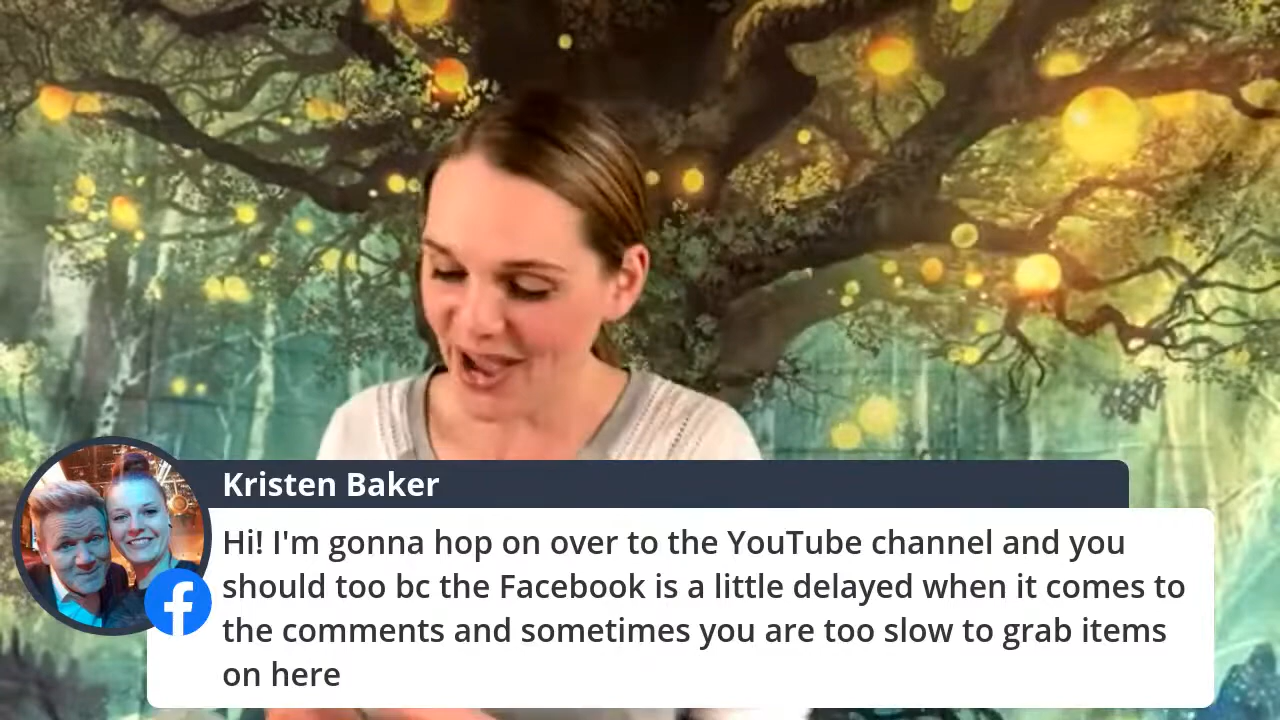 Kristen Baker
Hi! I'm gonna hop on over to the YouTube channel and you
should too bc the Facebook is a little delayed when it comes to
the comments and sometimes you are too slow to grab items
on here